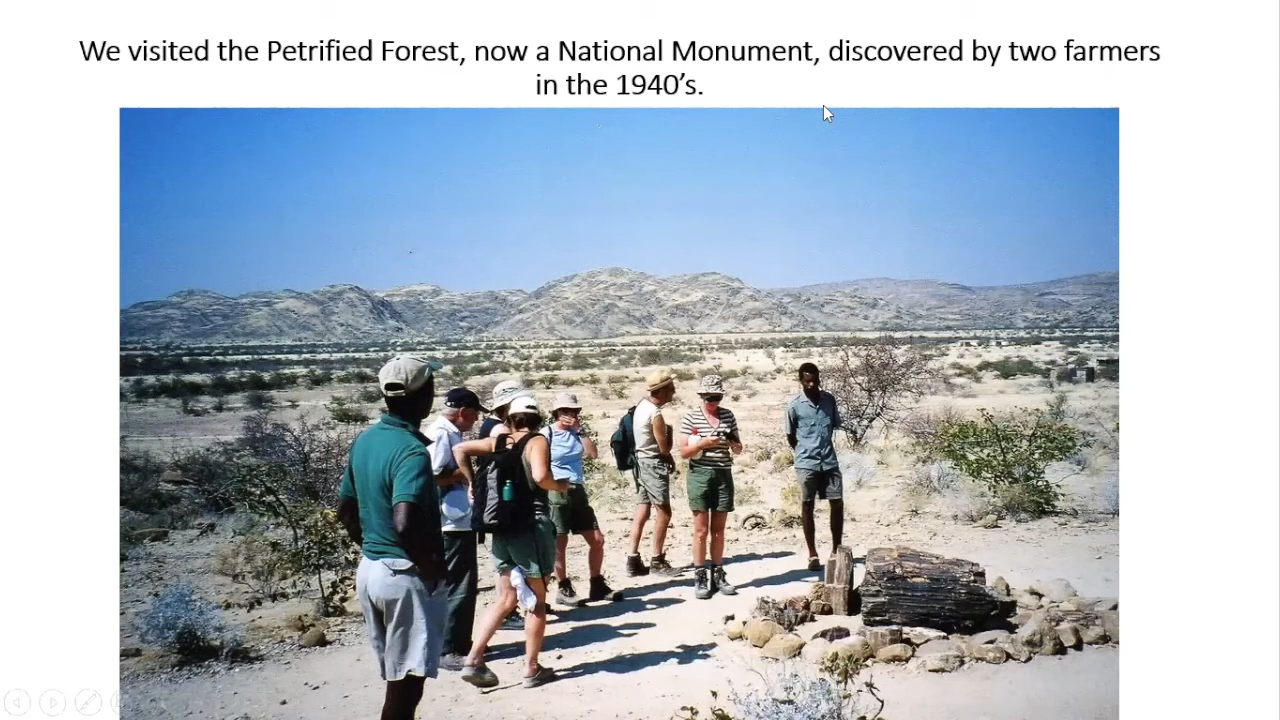 We visited the Petrified Forest, now a National Monument, discovered by two farmers
in the 1940’s.